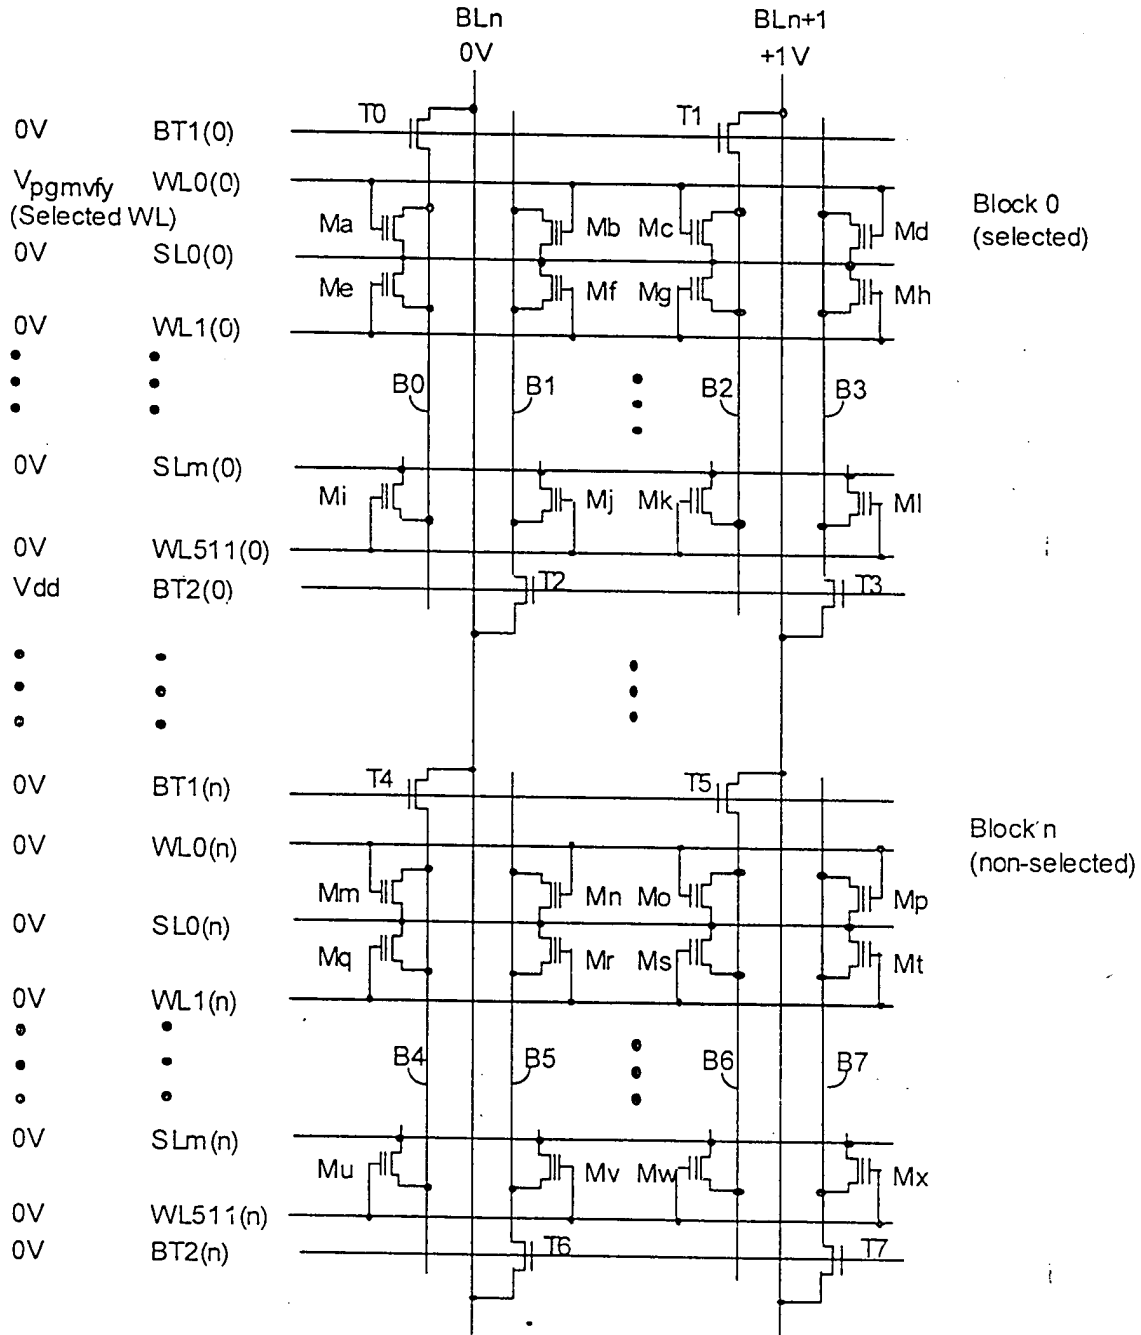 BLn BLn+1
0V +1V
T0 T1
0V BT1(0)
Vpgmvfy WL0(0)
(Selected WL)
Block 0
(selected)
Ma Mb Mc Md
0V SL0(0)
Me Mf Mg Mh
0V WL1(0)
B0 B1 B2 B3
0V SLm(0)
Mi Mj Mk Ml
0V WL511(0)
Vdd BT2(0) T2 T3
T4 T5
0V BT1(n)
0V WL0(n)
Block n
(non-selected)
Mm Mn Mo Mp
0V SL0(n)
Mq Mr Ms Mt
0V WL1(n)
B4 B5 B6 B7
0V SLm(n)
Mu Mv Mw Mx
0V WL511(n)
0V BT2(n) T6 T7